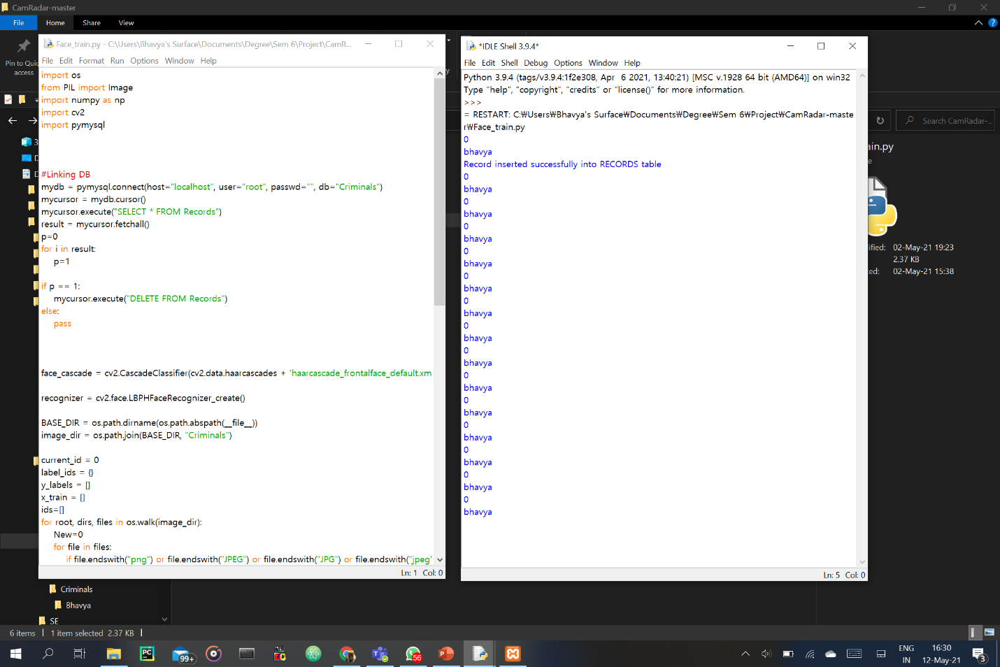 CamRadar-master
File Home Share View
Pin to Quic
access
Face_train.py - C:\Users\Bhavya's Surface\Documents\Degree\Sem 6\Project\CamR...
File Edit Format Run Options Window Help
import os
from PIL import Image
import numpy as np
import cv2
import pymysql
#Linking DB
mydb = pymysql.connect(host="localhost", user="root", passwd="", db="Criminals")
mycursor = mydb.cursor()
mycursor.execute("SELECT * FROM Records")
result = mycursor.fetchall()
p=0
for i in result:
p=1
if p == 1:
mycursor.execute("DELETE FROM Records")
else:
pass
face_cascade = cv2.CascadeClassifier(cv2.data.haarcascades + 'haarcascade_frontalface_default.xm
recognizer = cv2.face.LBPHFaceRecognizer_create()
BASE_DIR = os.path.dirname(os.path.abspath(__file__))
image_dir = os.path.join(BASE_DIR, "Criminals")
current_id = 0
label_ids = {}
y_labels = []
x_train = []
ids=[]
for root, dirs, files in os.walk(image_dir):
New=0
for file in files:
if file.endswith("png") or file.endswith("JPEG") or file.endswith("JPG") or file.endswith("jpeg"
Ln: 1 Col: 0
*IDLE Shell 3.9.4*
File Edit Shell Debug Options Window Help
Python 3.9.4 (tags/v3.9.4:1f2e308, Apr 6 2021, 13:40:21) [MSC v.1928 64 bit (AMD64)] on win32
Type "help", "copyright", "credits" or "license()" for more information.
>>>
= RESTART: C:₩Users₩Bhavya's Surface₩Documents₩Degree₩Sem 6₩Project₩CamRadar-maste
r₩Face_train.py
0
bhavya
Record inserted successfully into RECORDS table
0
bhavya
0
bhavya
0
bhavya
0
bhavya
0
bhavya
0
bhavya
0
bhavya
0
bhavya
0
bhavya
0
bhavya
0
bhavya
0
bhavya
0
bhavya
0
bhavya
Ln: 5 Col: 0
Search CamRadar-...
ain.py
ified: 02-May-21 19:23
2.37 KB
ed: 02-May-21 15:38
Criminals
Bhavya
SE
6 items 1 item selected 2.37 KB
PC
99+
56
ENG
IN
16:30
12-May-21
3